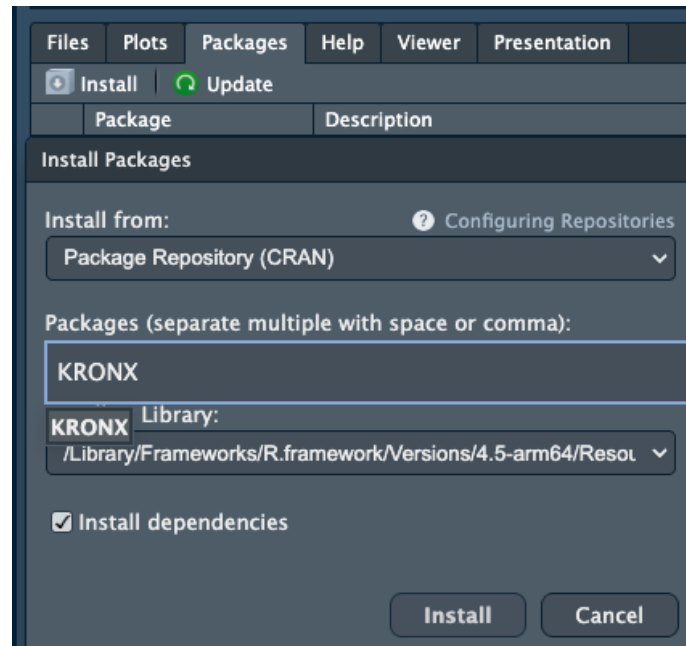 Files Plots Packages Help Viewer Presentation
Install Update
Package Description
Install Packages
Install from: ? Configuring Repositories
Package Repository (CRAN)
Packages (separate multiple with space or comma):
KRONX
KRONX Library:
/Library/Frameworks/R.framework/Versions/4.5-arm64/Resou
Install dependencies
Install Cancel